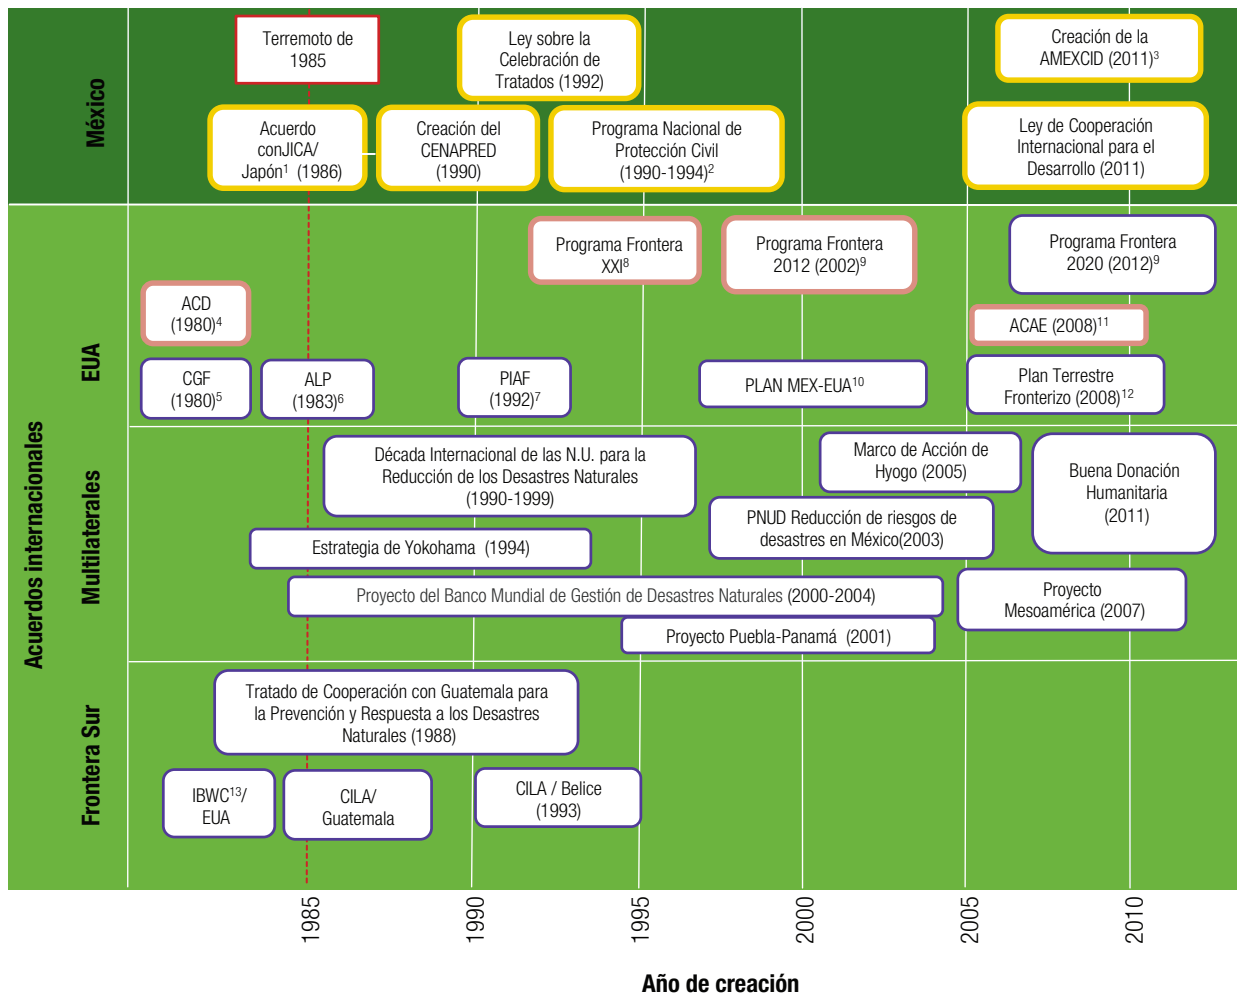 México
Terremoto de
1985
Ley sobre la
Celebración de
Tratados (1992)
Creación de la
AMEXCID (2011)³
Acuerdo
conJICA/
Japón¹ (1986)
Creación del
CENAPRED
(1990)
Programa Nacional de
Protección Civil
(1990-1994)²
Ley de Cooperación
Internacional para el
Desarrollo (2011)
Acuerdos internacionales
EUA
Programa Frontera
XXI⁸
Programa Frontera
2012 (2002)⁹
Programa Frontera
2020 (2012)⁹
ACD
(1980)⁴
ACAE (2008)¹¹
CGF
(1980)⁵
ALP
(1983)⁶
PIAF
(1992)⁷
PLAN MEX-EUA¹⁰
Plan Terrestre
Fronterizo (2008)¹²
Multilaterales
Década Internacional de las N.U. para la
Reducción de los Desastres Naturales
(1990-1999)
Marco de Acción de
Hyogo (2005)
Buena Donación
Humanitaria
(2011)
PNUD Reducción de riesgos de
desastres en México(2003)
Estrategia de Yokohama (1994)
Proyecto del Banco Mundial de Gestión de Desastres Naturales (2000-2004)
Proyecto
Mesoamérica (2007)
Proyecto Puebla-Panamá (2001)
Frontera Sur
Tratado de Cooperación con Guatemala para
la Prevención y Respuesta a los Desastres
Naturales (1988)
IBWC¹³/
EUA
CILA/
Guatemala
CILA / Belice
(1993)
1985
1990
1995
2000
2005
2010
Año de creación